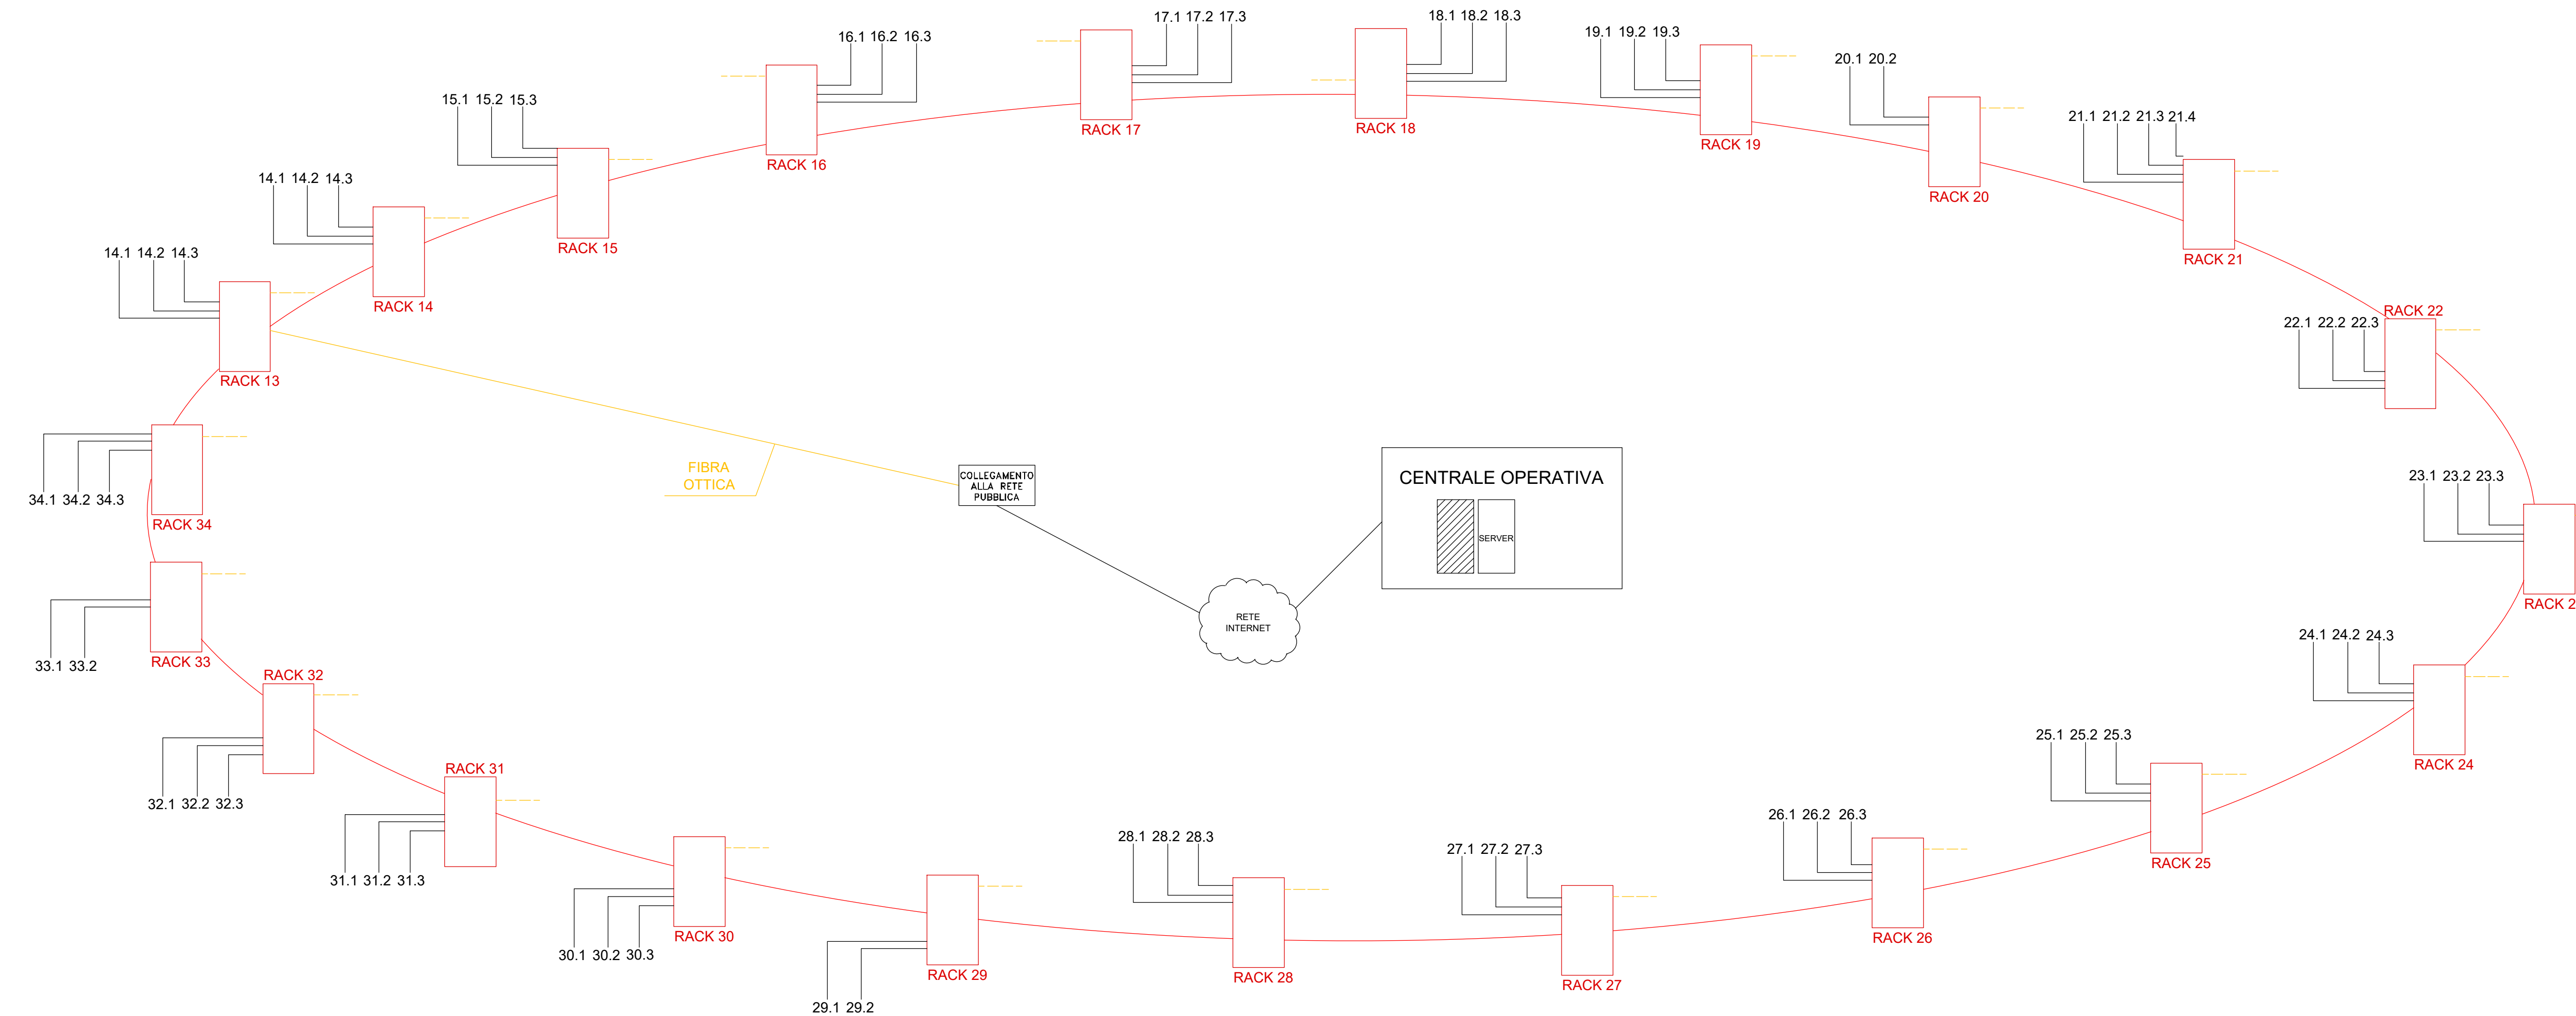 17.1 17.2 17.3
18.1 18.2 18.3
16.1 16.2 16.3
19.1 19.2 19.3
20.1 20.2
15.1 15.2 15.3
21.1 21.2 21.3 21.4
RACK 17
RACK 18
RACK 19
RACK 16
14.1 14.2 14.3
RACK 20
RACK 15
14.1 14.2 14.3
RACK 21
RACK 14
RACK 22
22.1 22.2 22.3
RACK 13
FIBRA
OTTICA
COLLEGAMENTO
ALLA RETE
PUBBLICA
CENTRALE OPERATIVA
SERVER
23.1 23.2 23.3
34.1 34.2 34.3
RACK 34
RACK 2
RETE
INTERNET
24.1 24.2 24.3
33.1 33.2
RACK 33
RACK 32
25.1 25.2 25.3
RACK 24
RACK 31
32.1 32.2 32.3
26.1 26.2 26.3
28.1 28.2 28.3
27.1 27.2 27.3
RACK 25
31.1 31.2 31.3
RACK 30
RACK 26
30.1 30.2 30.3
RACK 29
RACK 28
RACK 27
29.1 29.2